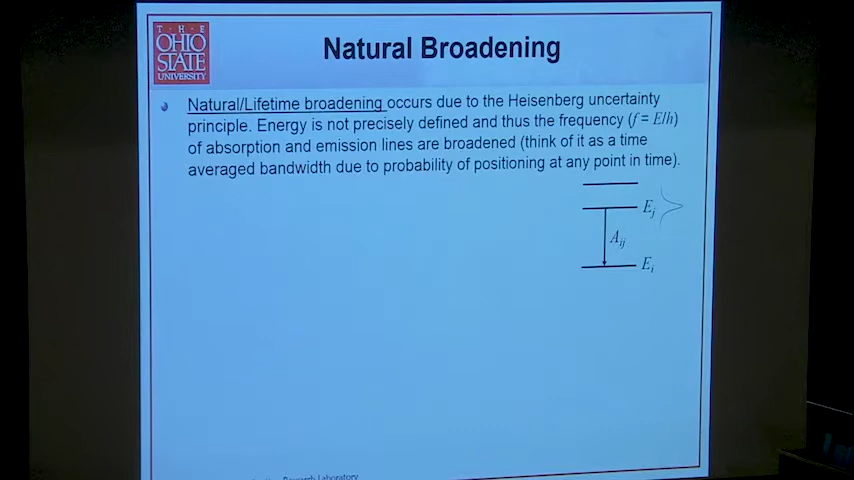 T · H · E
OHIO
STATE
UNIVERSITY
Natural Broadening
Natural/Lifetime broadening occurs due to the Heisenberg uncertainty
principle. Energy is not precisely defined and thus the frequency (f = E/h)
of absorption and emission lines are broadened (think of it as a time
averaged bandwidth due to probability of positioning at any point in time).
Ej
Aij
Ei
Research Laboratory